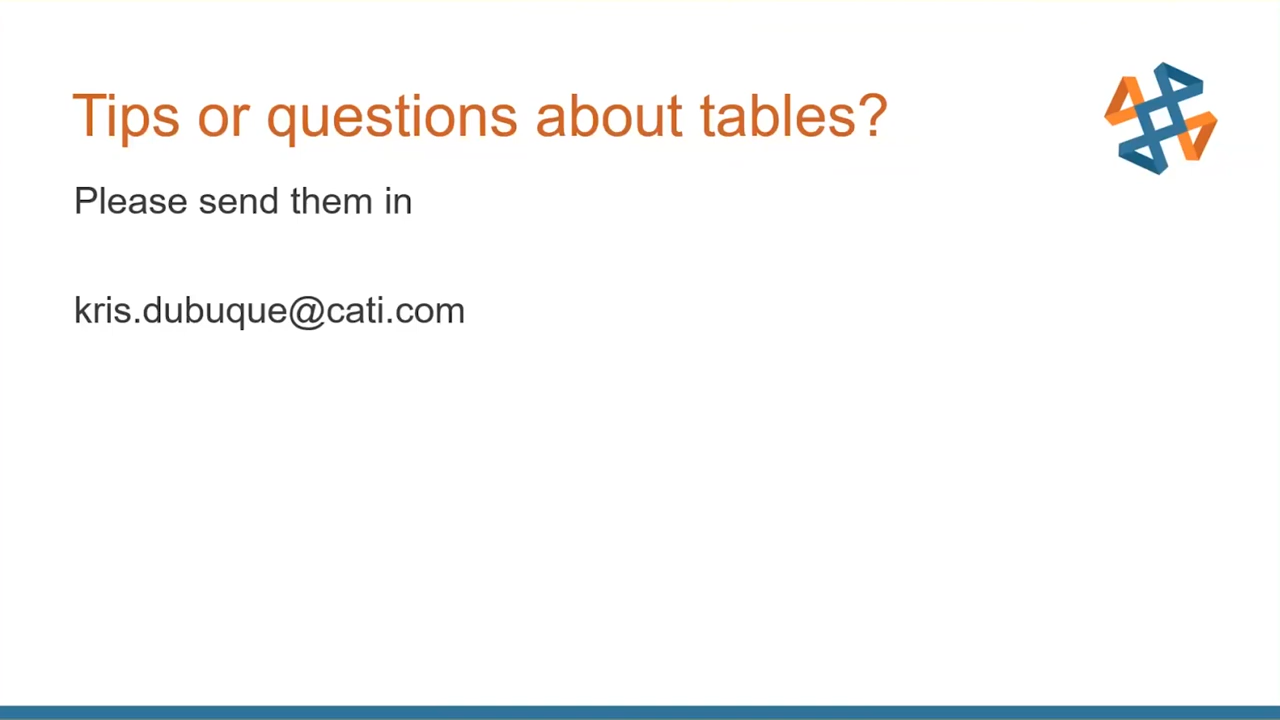 Tips or questions about tables?
Please send them in
kris.dubuque@cati.com